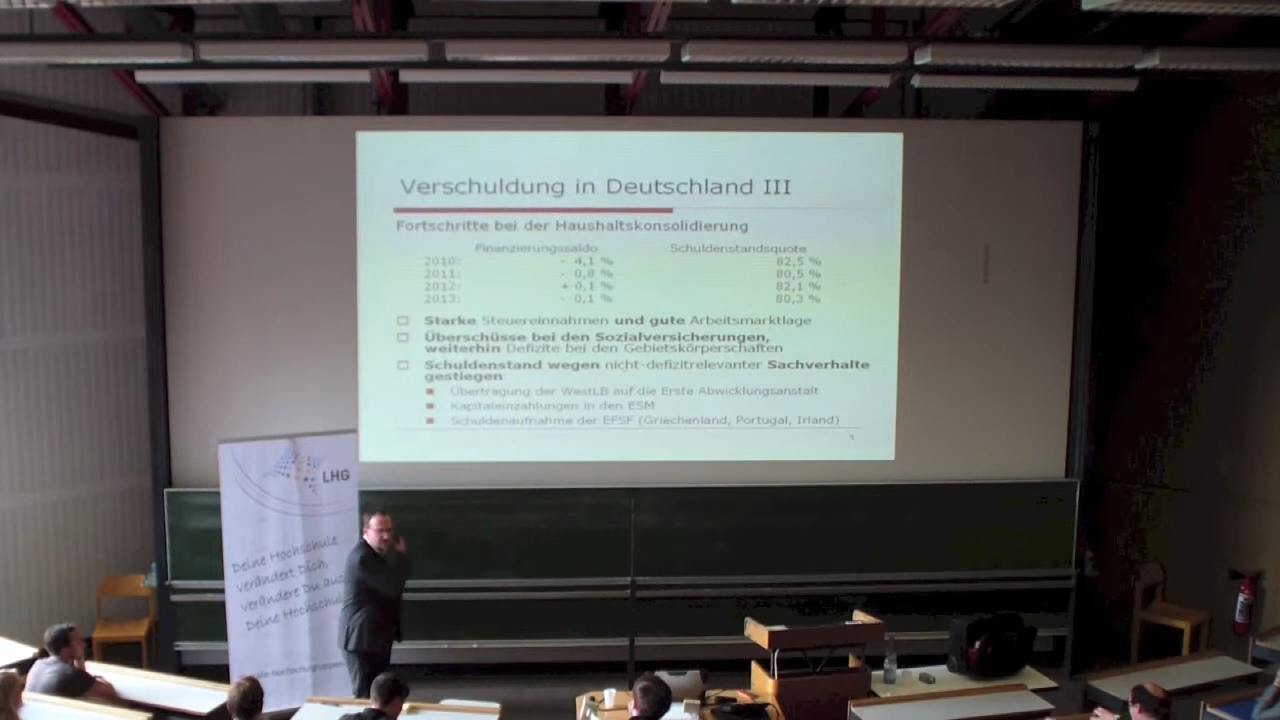 Verschuldung in Deutschland III
Fortschritte bei der Haushaltskonsolidierung
Finanzierungssaldo Schuldenstandsquote
2010: - 4,1 % 82,5 %
2011: - 0,8 % 80,5 %
2012: + 0,1 % 82,1 %
2013: - 0,1 % 80,3 %
Starke Steuereinnahmen und gute Arbeitsmarktlage
Überschüsse bei den Sozialversicherungen,
weiterhin Defizite bei den Gebietskörperschaften
Schuldenstand wegen nicht-defizitrelevanter Sachverhalte
gestiegen
Übertragung der WestLB auf die Erste Abwicklungsanstalt
Kapitaleinzahlungen in den ESM
Schuldenaufnahme der EFSF (Griechenland, Portugal, Irland)
LHG
Deine Hochschule
verändert Dich,
verändere Du auch
Deine Hochschule